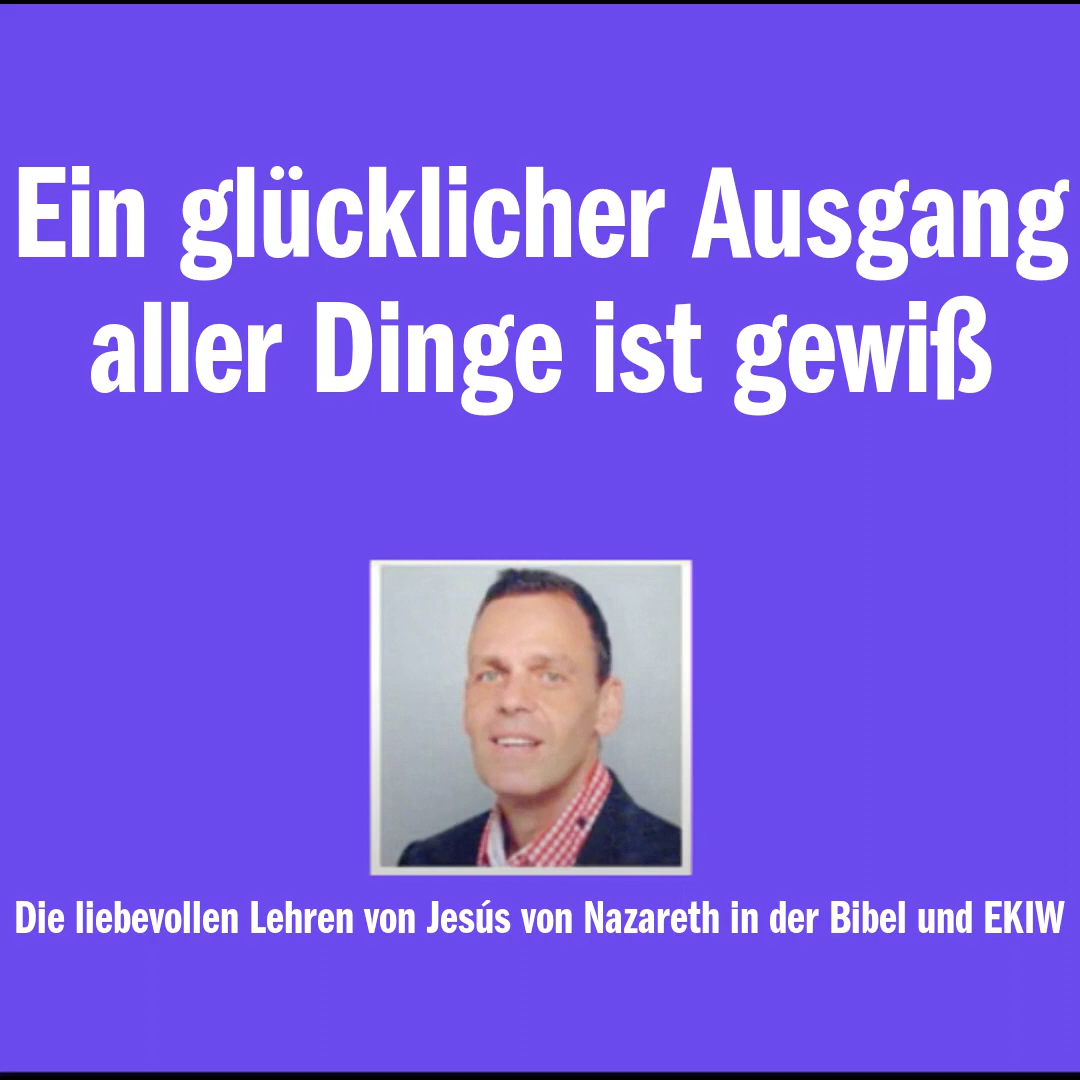 Ein glücklicher Ausgang
aller Dinge ist gewiß
Die liebevollen Lehren von Jesús von Nazareth in der Bibel und EKIW